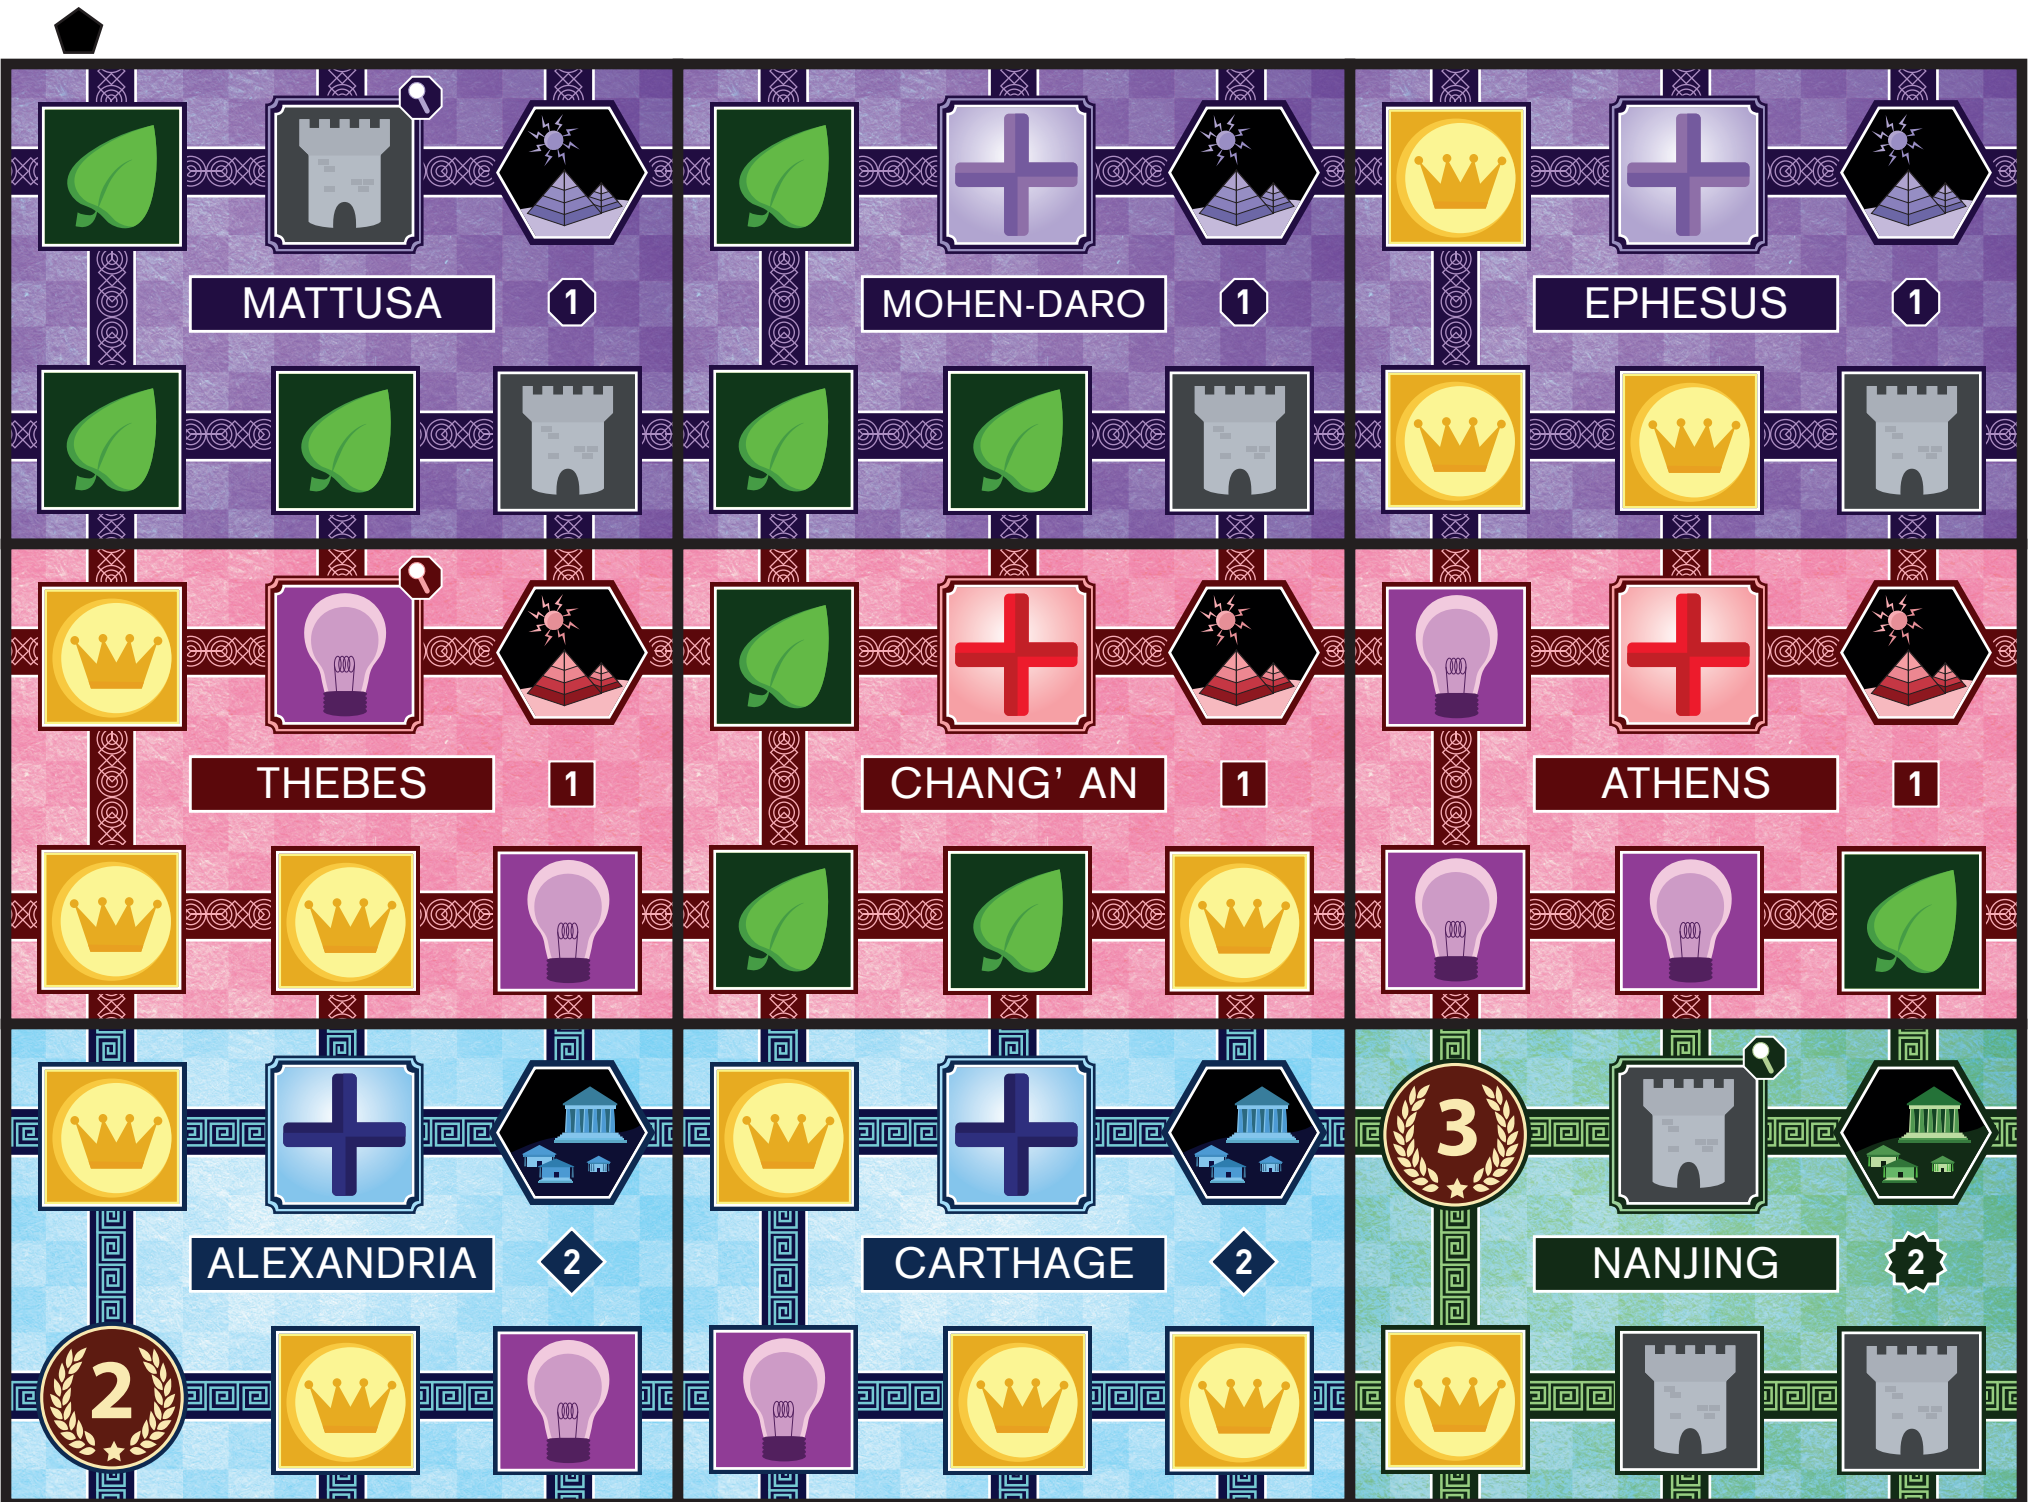 MATTUSA
1
MOHEN-DARO
1
EPHESUS
1
THEBES
1
CHANG' AN
1
ATHENS
1
3
ALEXANDRIA
2
CARTHAGE
2
NANJING
2
2